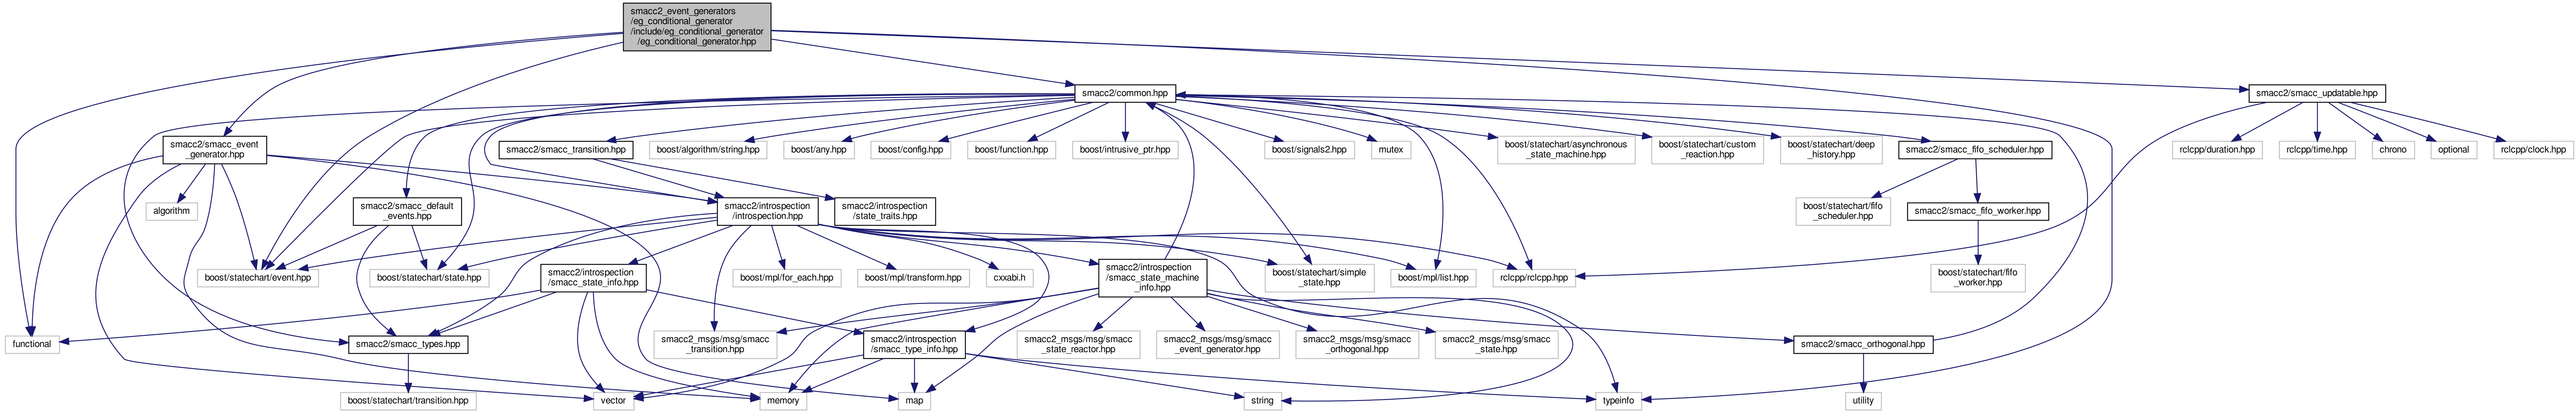 smacc2_event_generators
/eg_conditional_generator
/include/eg_conditional_generator
/eg_conditional_generator.hpp
smacc2/common.hpp
smacc2/smacc_updatable.hpp
smacc2/smacc_event
_generator.hpp
smacc2/smacc_transition.hpp
boost/algorithm/string.hpp
boost/any.hpp
boost/config.hpp
boost/function.hpp
boost/intrusive_ptr.hpp
boost/signals2.hpp
mutex
boost/statechart/asynchronous
_state_machine.hpp
boost/statechart/custom
_reaction.hpp
boost/statechart/deep
_history.hpp
smacc2/smacc_fifo_scheduler.hpp
rclcpp/duration.hpp
rclcpp/time.hpp
chrono
optional
rclcpp/clock.hpp
algorithm
smacc2/smacc_default
_events.hpp
smacc2/introspection
/introspection.hpp
smacc2/introspection
/state_traits.hpp
boost/statechart/fifo
_scheduler.hpp
smacc2/smacc_fifo_worker.hpp
boost/statechart/event.hpp
boost/statechart/state.hpp
smacc2/introspection
/smacc_state_info.hpp
boost/mpl/for_each.hpp
boost/mpl/transform.hpp
cxxabi.h
smacc2/introspection
/smacc_state_machine
_info.hpp
boost/statechart/simple
_state.hpp
boost/mpl/list.hpp
rclcpp/rclcpp.hpp
boost/statechart/fifo
_worker.hpp
functional
smacc2/smacc_types.hpp
smacc2_msgs/msg/smacc
_transition.hpp
smacc2/introspection
/smacc_type_info.hpp
smacc2_msgs/msg/smacc
_state_reactor.hpp
smacc2_msgs/msg/smacc
_event_generator.hpp
smacc2_msgs/msg/smacc
_orthogonal.hpp
smacc2_msgs/msg/smacc
_state.hpp
smacc2/smacc_orthogonal.hpp
boost/statechart/transition.hpp
vector
memory
map
string
typeinfo
utility